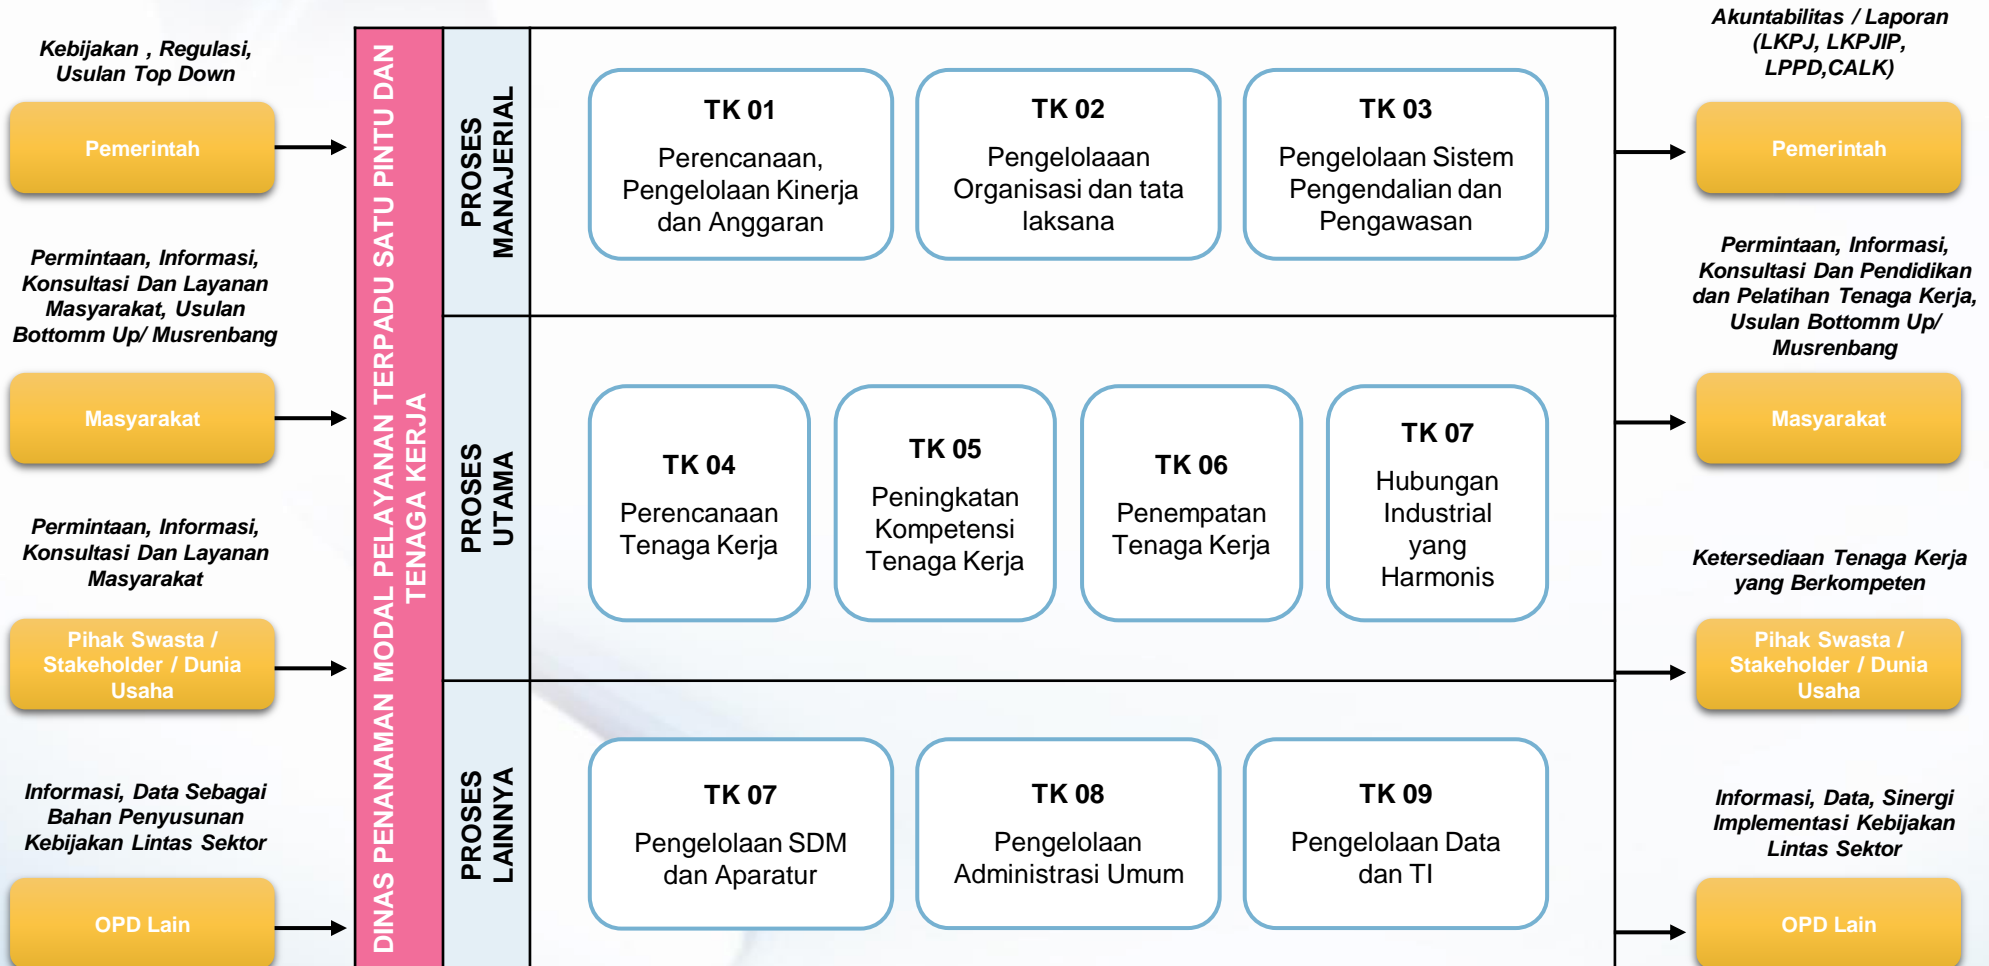 Kebijakan , Regulasi,
Usulan Top Down
Pemerintah
Permintaan, Informasi,
Konsultasi Dan Layanan
Masyarakat, Usulan
Bottomm Up/ Musrenbang
Masyarakat
Permintaan, Informasi,
Konsultasi Dan Layanan
Masyarakat
Pihak Swasta /
Stakeholder / Dunia
Usaha
Informasi, Data Sebagai
Bahan Penyusunan
Kebijakan Lintas Sektor
OPD Lain
DINAS PENANAMAN MODAL PELAYANAN TERPADU SATU PINTU DAN
TENAGA KERJA
PROSES
MANAJERIAL
TK 01
Perencanaan,
Pengelolaan Kinerja
dan Anggaran
TK 02
Pengelolaaan
Organisasi dan tata
laksana
TK 03
Pengelolaan Sistem
Pengendalian dan
Pengawasan
PROSES
UTAMA
TK 04
Perencanaan
Tenaga Kerja
TK 05
Peningkatan
Kompetensi
Tenaga Kerja
TK 06
Penempatan
Tenaga Kerja
TK 07
Hubungan
Industrial
yang
Harmonis
PROSES
LAINNYA
TK 07
Pengelolaan SDM
dan Aparatur
TK 08
Pengelolaan
Administrasi Umum
TK 09
Pengelolaan Data
dan TI
Akuntabilitas / Laporan
(LKPJ, LKPJIP,
LPPD,CALK)
Pemerintah
Permintaan, Informasi,
Konsultasi Dan Pendidikan
dan Pelatihan Tenaga Kerja,
Usulan Bottomm Up/
Musrenbang
Masyarakat
Ketersediaan Tenaga Kerja
yang Berkompeten
Pihak Swasta /
Stakeholder / Dunia
Usaha
Informasi, Data, Sinergi
Implementasi Kebijakan
Lintas Sektor
OPD Lain